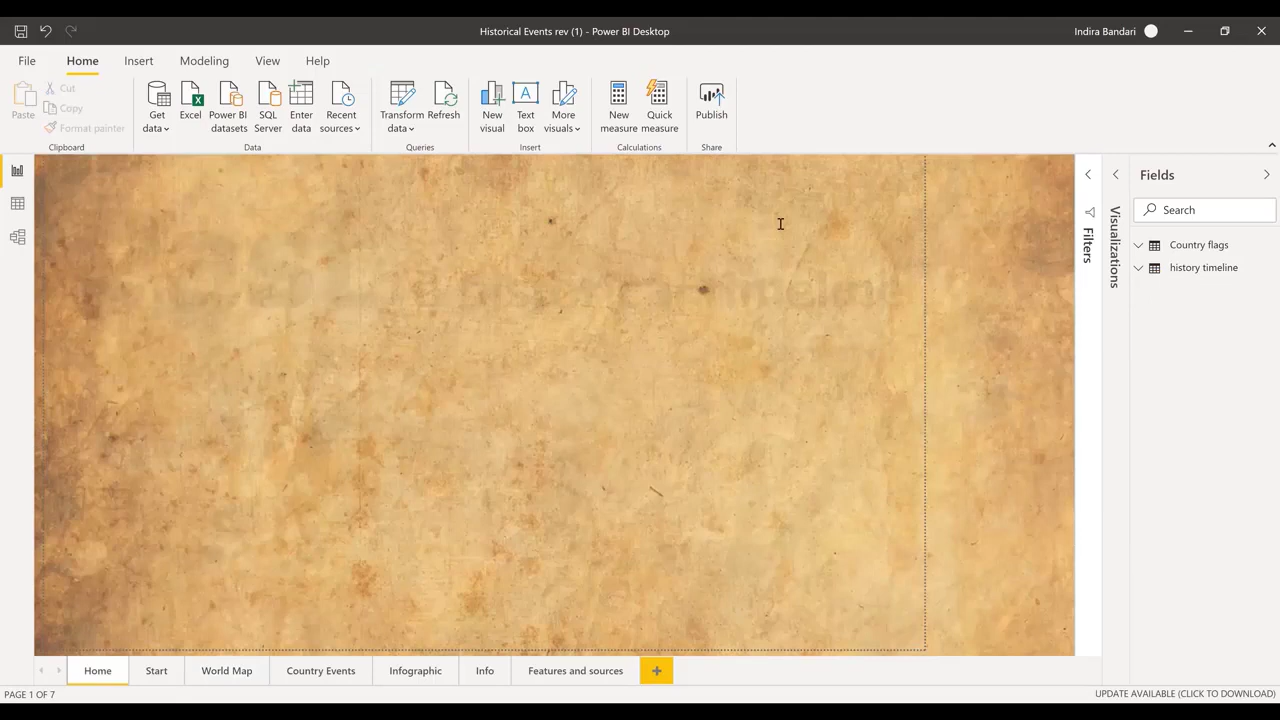 Historical Events rev (1) - Power BI Desktop
Indira Bandari
File Home Insert Modeling View Help
Paste
Cut
Copy
Format painter
Clipboard
Get data
Excel
Power BI datasets
SQL Server
Enter data
Recent sources
Data
Transform data
Refresh
Queries
New visual
Text box
More visuals
Insert
New measure
Quick measure
Calculations
Publish
Share
Filters
Visualizations
Fields
Search
Country flags
history timeline
Home Start World Map Country Events Infographic Info Features and sources +
PAGE 1 OF 7
UPDATE AVAILABLE (CLICK TO DOWNLOAD)